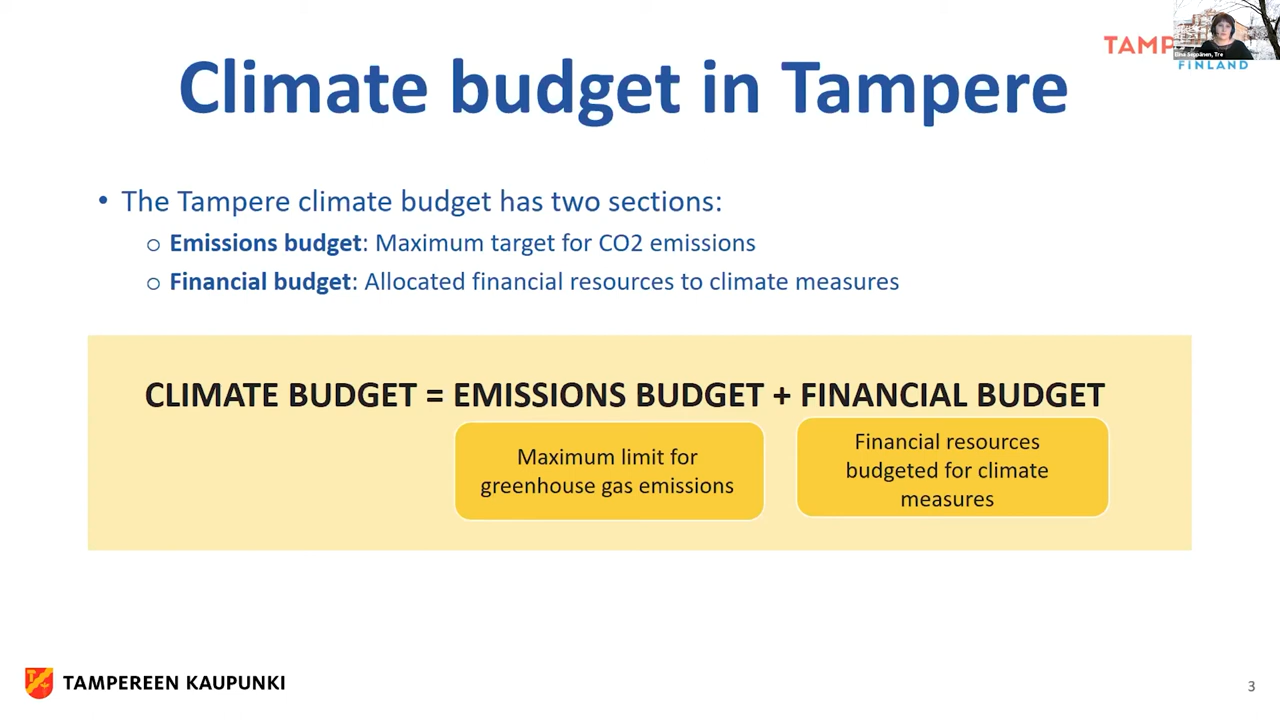 TAMP
FINLAND
Climate budget in Tampere
• The Tampere climate budget has two sections:
o Emissions budget: Maximum target for CO2 emissions
o Financial budget: Allocated financial resources to climate measures
CLIMATE BUDGET = EMISSIONS BUDGET + FINANCIAL BUDGET
Maximum limit for
greenhouse gas emissions
Financial resources
budgeted for climate
measures
TAMPEREEN KAUPUNKI
3